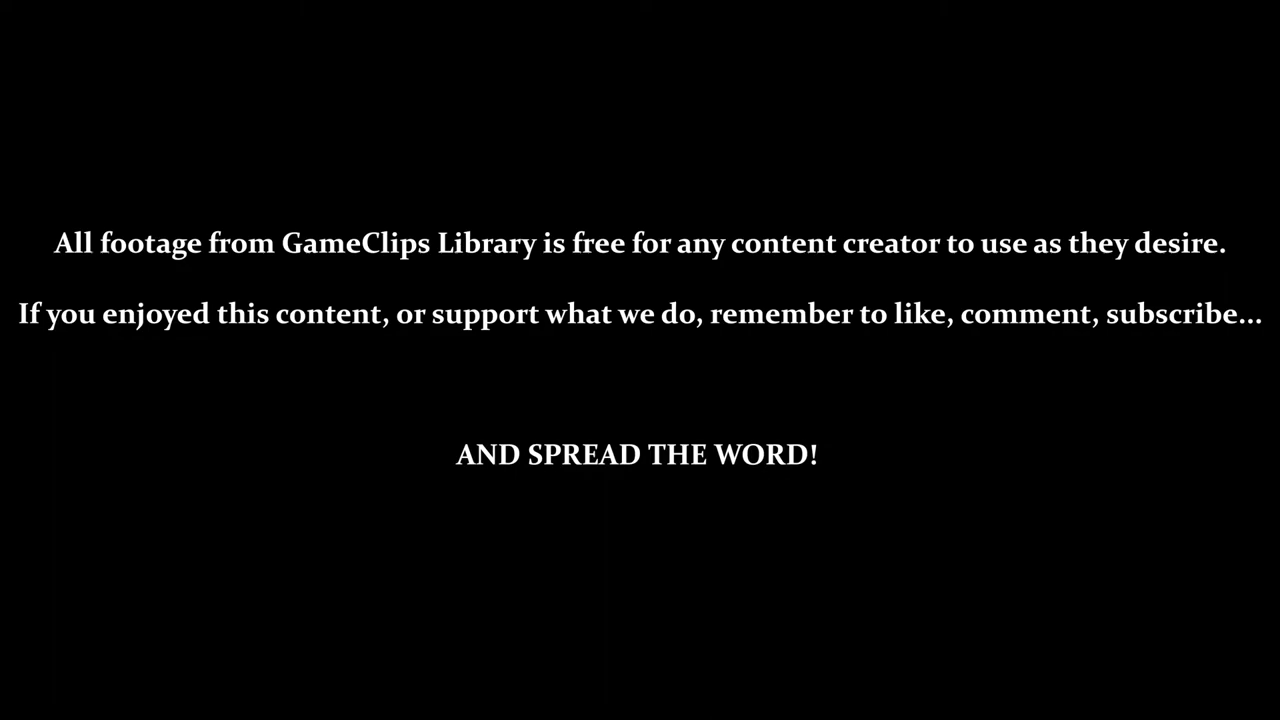 All footage from GameClips Library is free for any content creator to use as they desire.
If you enjoyed this content, or support what we do, remember to like, comment, subscribe...
AND SPREAD THE WORD!